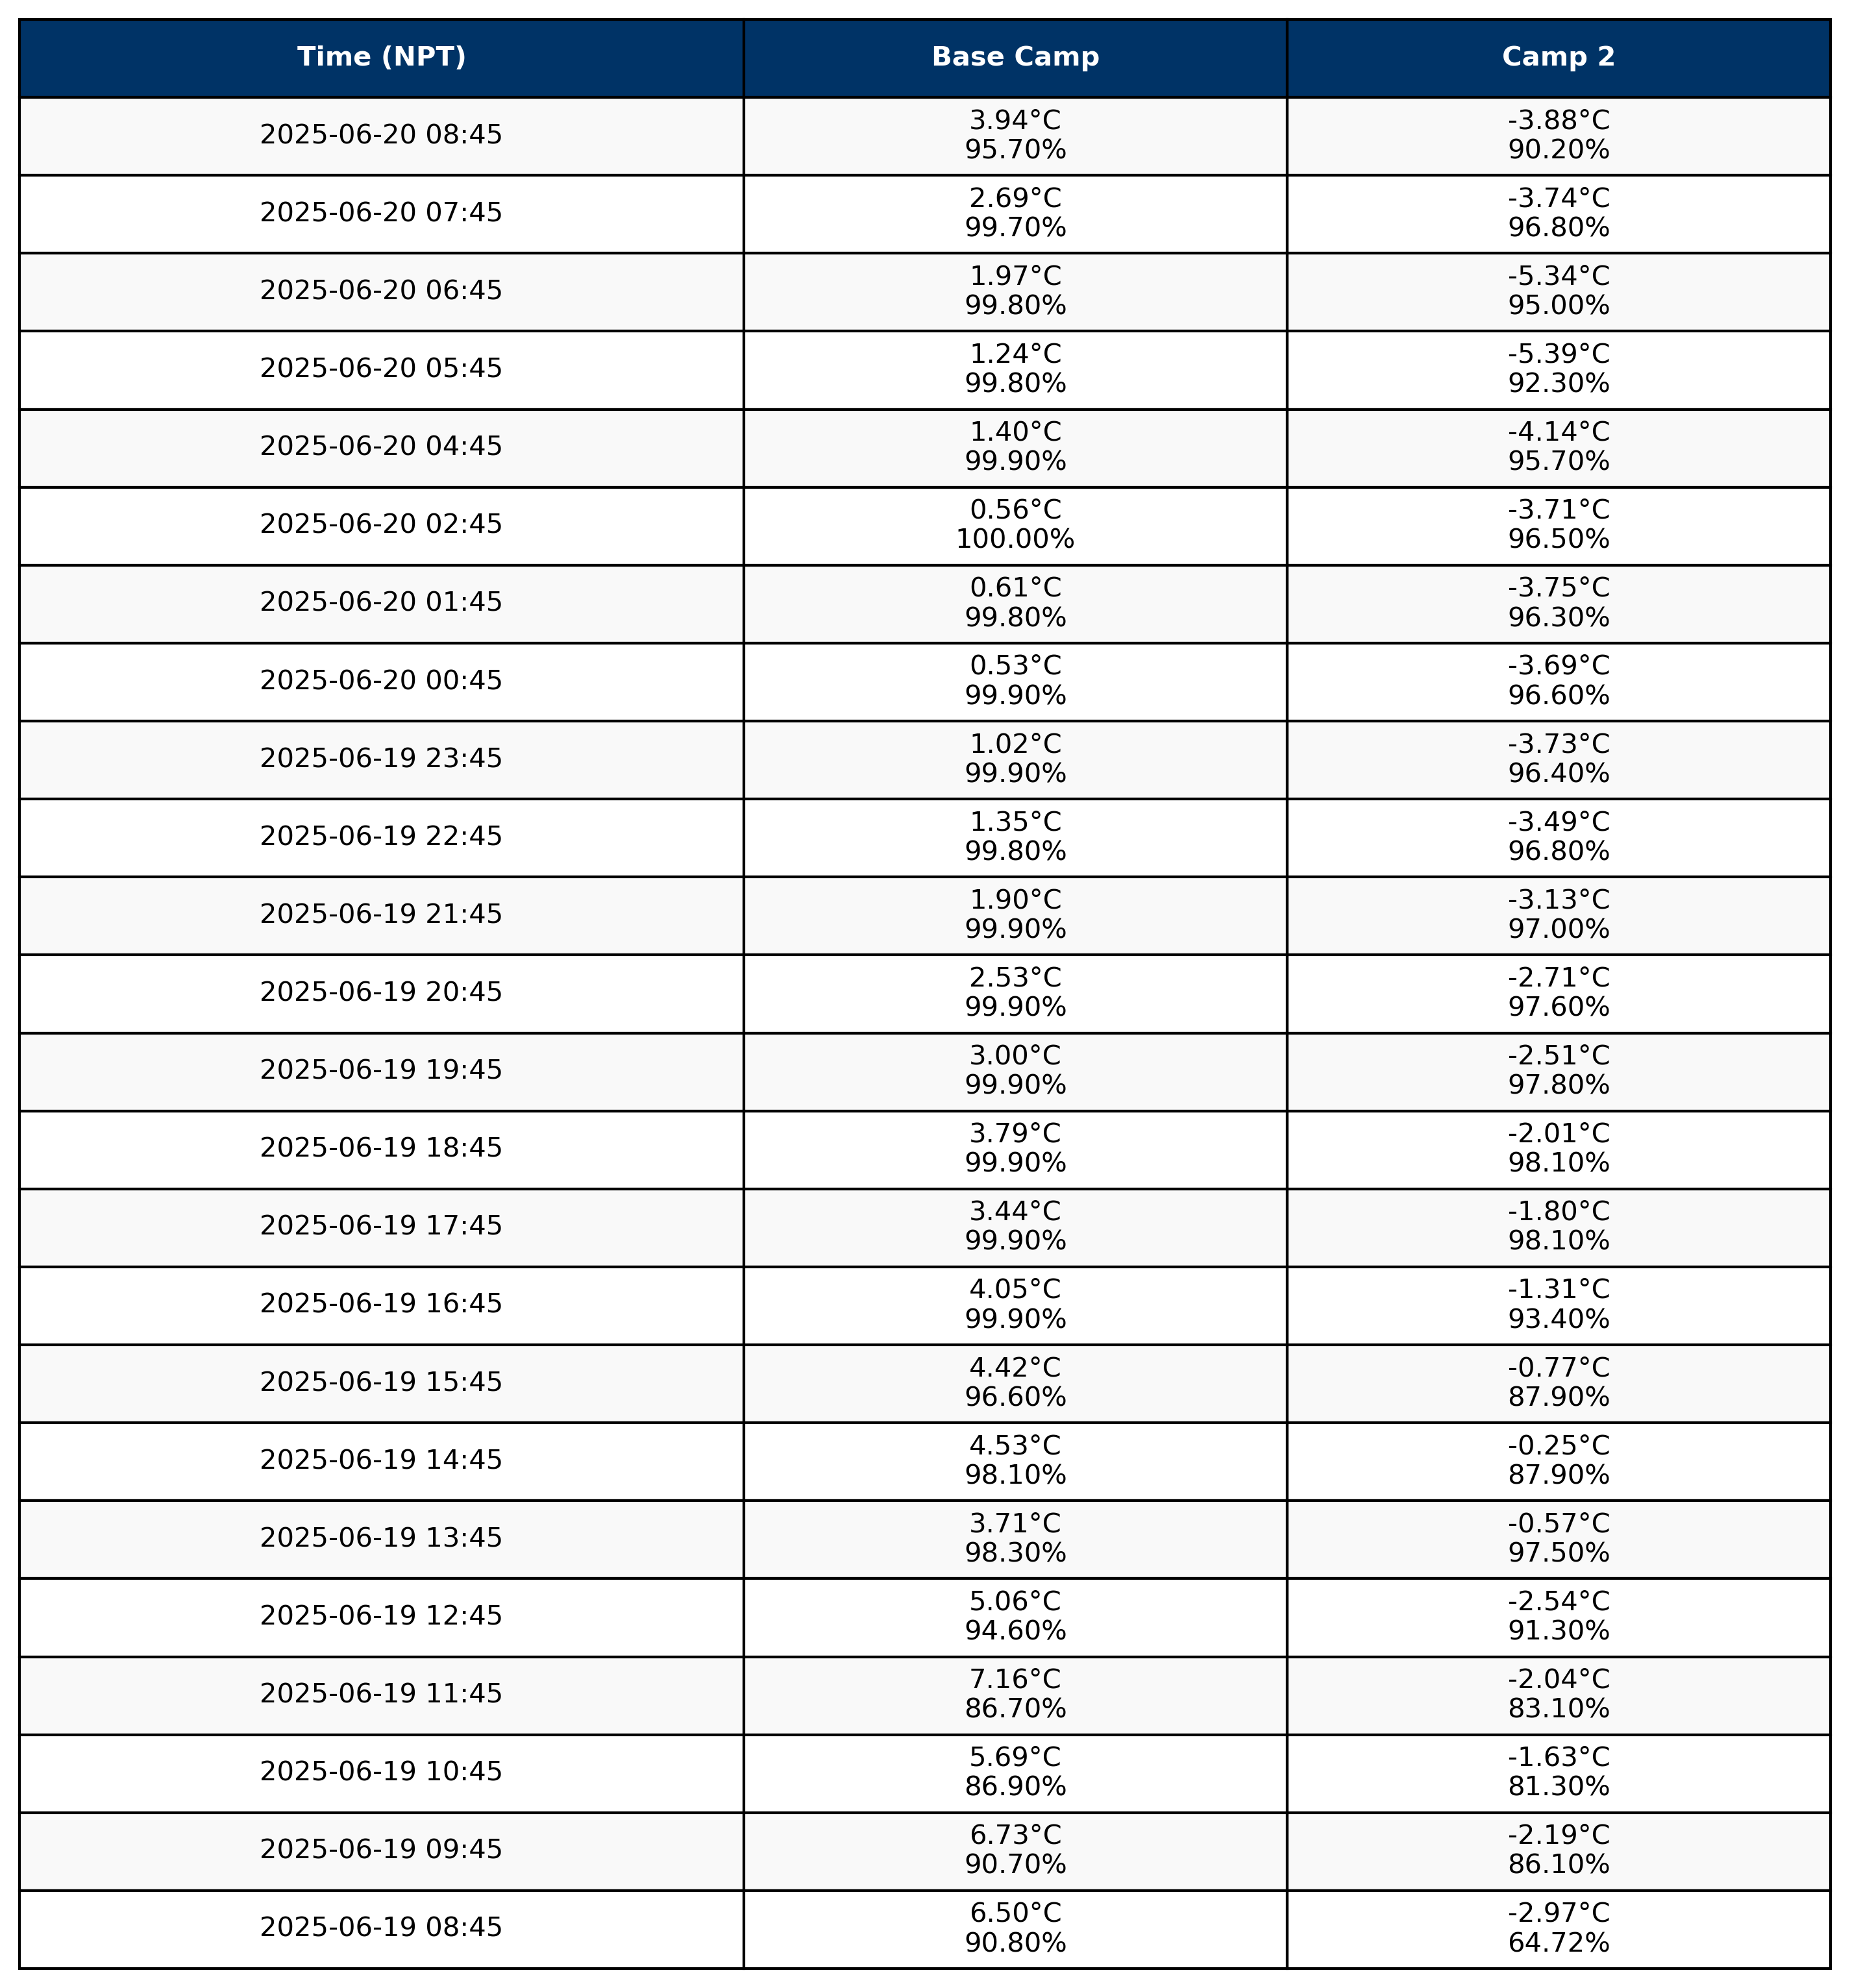 Time (NPT) Base Camp Camp 2
2025-06-20 08:45 3.94°C 95.70% -3.88°C 90.20%
2025-06-20 07:45 2.69°C 99.70% -3.74°C 96.80%
2025-06-20 06:45 1.97°C 99.80% -5.34°C 95.00%
2025-06-20 05:45 1.24°C 99.80% -5.39°C 92.30%
2025-06-20 04:45 1.40°C 99.90% -4.14°C 95.70%
2025-06-20 02:45 0.56°C 100.00% -3.71°C 96.50%
2025-06-20 01:45 0.61°C 99.80% -3.75°C 96.30%
2025-06-20 00:45 0.53°C 99.90% -3.69°C 96.60%
2025-06-19 23:45 1.02°C 99.90% -3.73°C 96.40%
2025-06-19 22:45 1.35°C 99.80% -3.49°C 96.80%
2025-06-19 21:45 1.90°C 99.90% -3.13°C 97.00%
2025-06-19 20:45 2.53°C 99.90% -2.71°C 97.60%
2025-06-19 19:45 3.00°C 99.90% -2.51°C 97.80%
2025-06-19 18:45 3.79°C 99.90% -2.01°C 98.10%
2025-06-19 17:45 3.44°C 99.90% -1.80°C 98.10%
2025-06-19 16:45 4.05°C 99.90% -1.31°C 93.40%
2025-06-19 15:45 4.42°C 96.60% -0.77°C 87.90%
2025-06-19 14:45 4.53°C 98.10% -0.25°C 87.90%
2025-06-19 13:45 3.71°C 98.30% -0.57°C 97.50%
2025-06-19 12:45 5.06°C 94.60% -2.54°C 91.30%
2025-06-19 11:45 7.16°C 86.70% -2.04°C 83.10%
2025-06-19 10:45 5.69°C 86.90% -1.63°C 81.30%
2025-06-19 09:45 6.73°C 90.70% -2.19°C 86.10%
2025-06-19 08:45 6.50°C 90.80% -2.97°C 64.72%